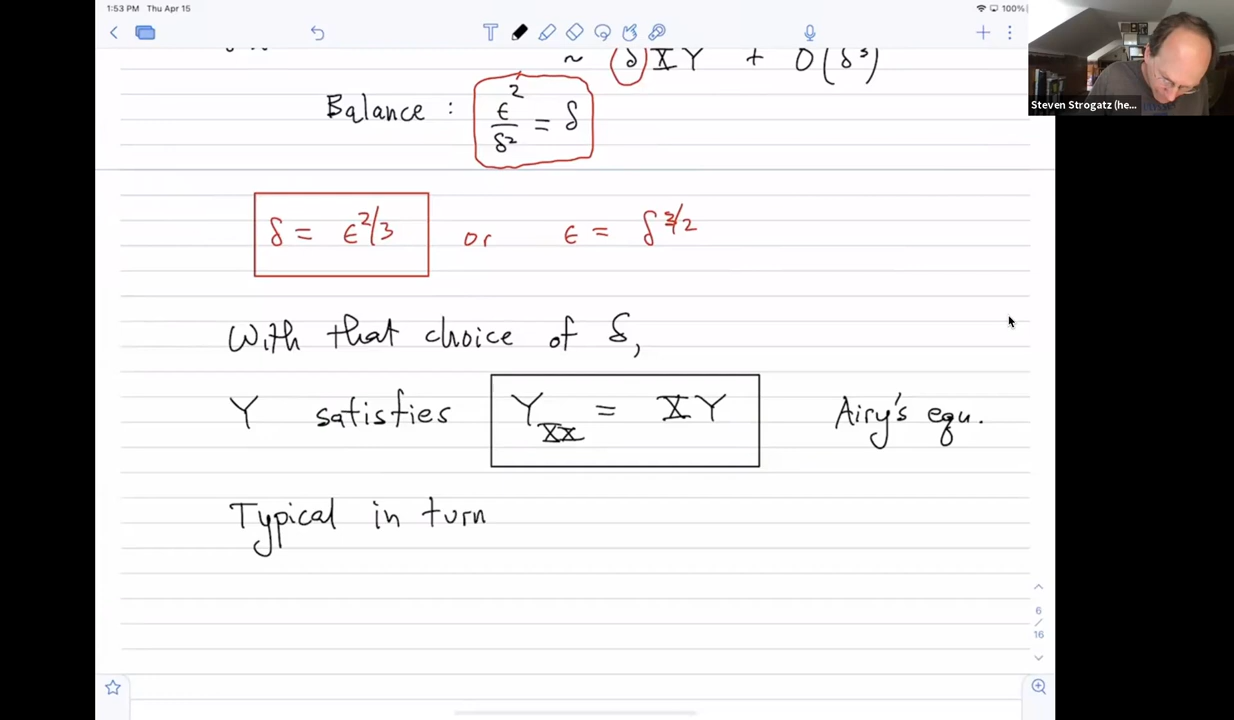 1:53 PM Thu Apr 15
100%
~ δ X Y + O(δ³)
Steven Strogatz (he...
Balance : ϵ²/δ² = δ
δ = ϵ^2/3 or ϵ = δ^3/2
With that choice of δ,
Y satisfies Y_XX = X Y Airy's equ.
Typical in turn
6
/
16